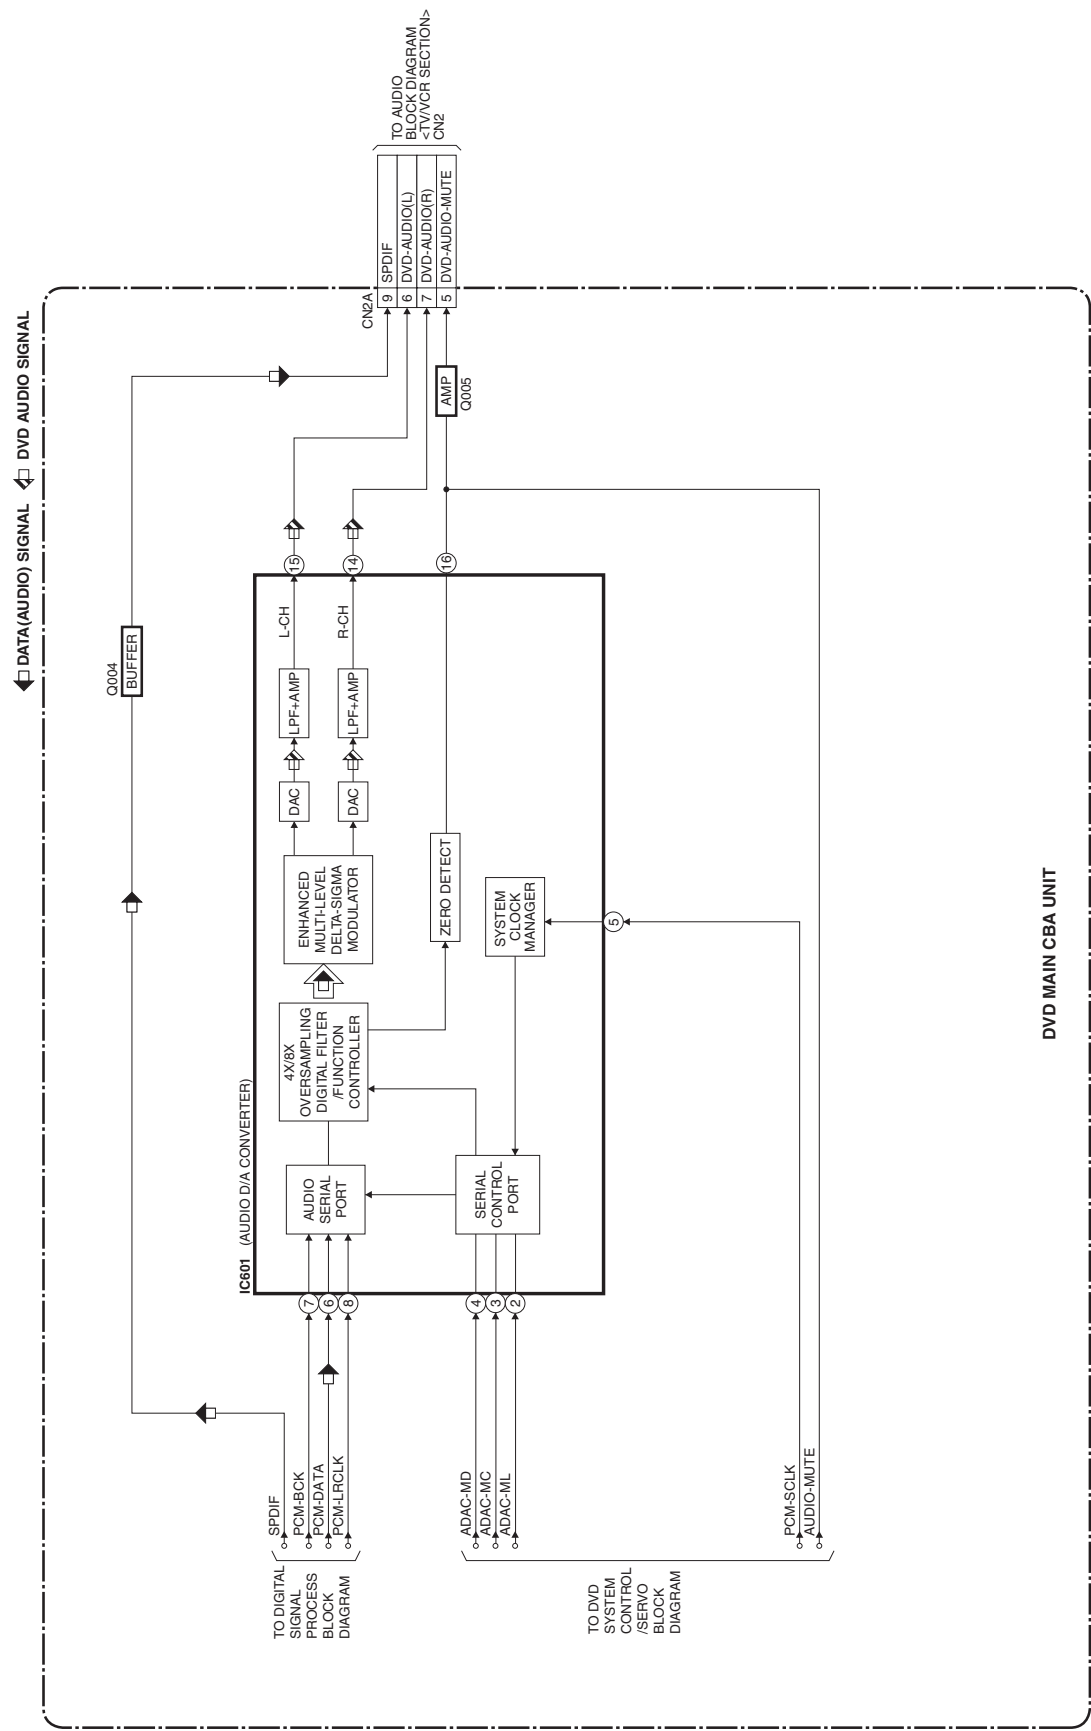 DATA(AUDIO) SIGNAL
DVD AUDIO SIGNAL
TO DIGITAL
SIGNAL
PROCESS
BLOCK
DIAGRAM
SPDIF
PCM-BCK
PCM-DATA
PCM-LRCLK
TO DVD
SYSTEM
CONTROL
/SERVO
BLOCK
DIAGRAM
ADAC-MD
ADAC-MC
ADAC-ML
PCM-SCLK
AUDIO-MUTE
Q004
BUFFER
IC601 (AUDIO D/A CONVERTER)
7
6
8
4
3
2
AUDIO
SERIAL
PORT
SERIAL
CONTROL
PORT
4X/8X
OVERSAMPLING
DIGITAL FILTER
/FUNCTION
CONTROLLER
ENHANCED
MULTI-LEVEL
DELTA-SIGMA
MODULATOR
ZERO DETECT
SYSTEM
CLOCK
MANAGER
5
DAC
DAC
LPF+AMP
LPF+AMP
L-CH
R-CH
15
14
16
AMP
Q005
CN2A
9 SPDIF
6 DVD-AUDIO(L)
7 DVD-AUDIO(R)
5 DVD-AUDIO-MUTE
TO AUDIO
BLOCK DIAGRAM
<TV/VCR SECTION>
CN2
DVD MAIN CBA UNIT